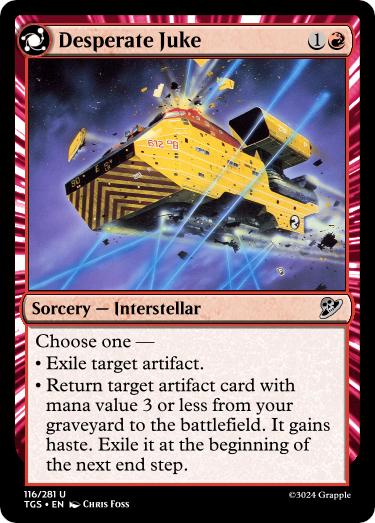 Desperate Juke
1
Sorcery — Interstellar
Choose one —
• Exile target artifact.
• Return target artifact card with
mana value 3 or less from your
graveyard to the battlefield. It gains
haste. Exile it at the beginning of
the next end step.
116/281 U
TGS • EN Chris Foss
©3024 Grapple